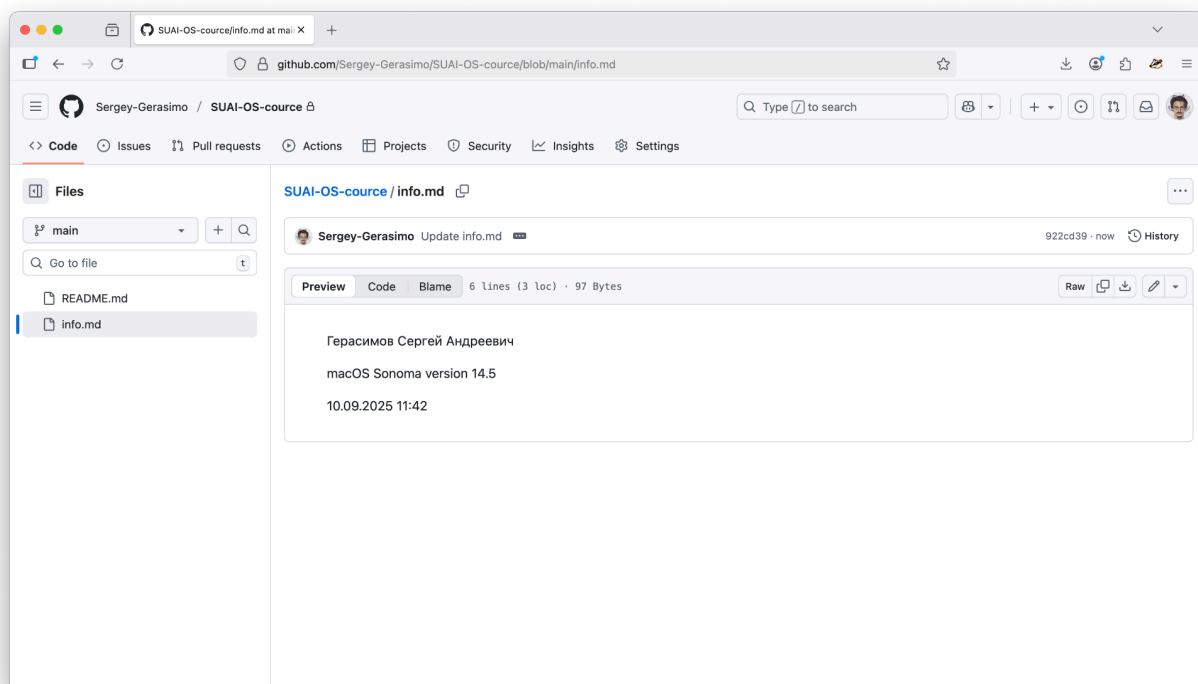 SUAI-OS-cource/info.md at mai
github.com/Sergey-Gerasimo/SUAI-OS-cource/blob/main/info.md
Sergey-Gerasimo / SUAI-OS-cource
Type / to search
Code Issues Pull requests Actions Projects Security Insights Settings
Files
main
Go to file t
README.md
info.md
SUAI-OS-cource / info.md
Sergey-Gerasimo Update info.md
922cd39 · now History
Preview Code Blame 6 lines (3 loc) · 97 Bytes
Raw
Герасимов Сергей Андреевич
macOS Sonoma version 14.5
10.09.2025 11:42